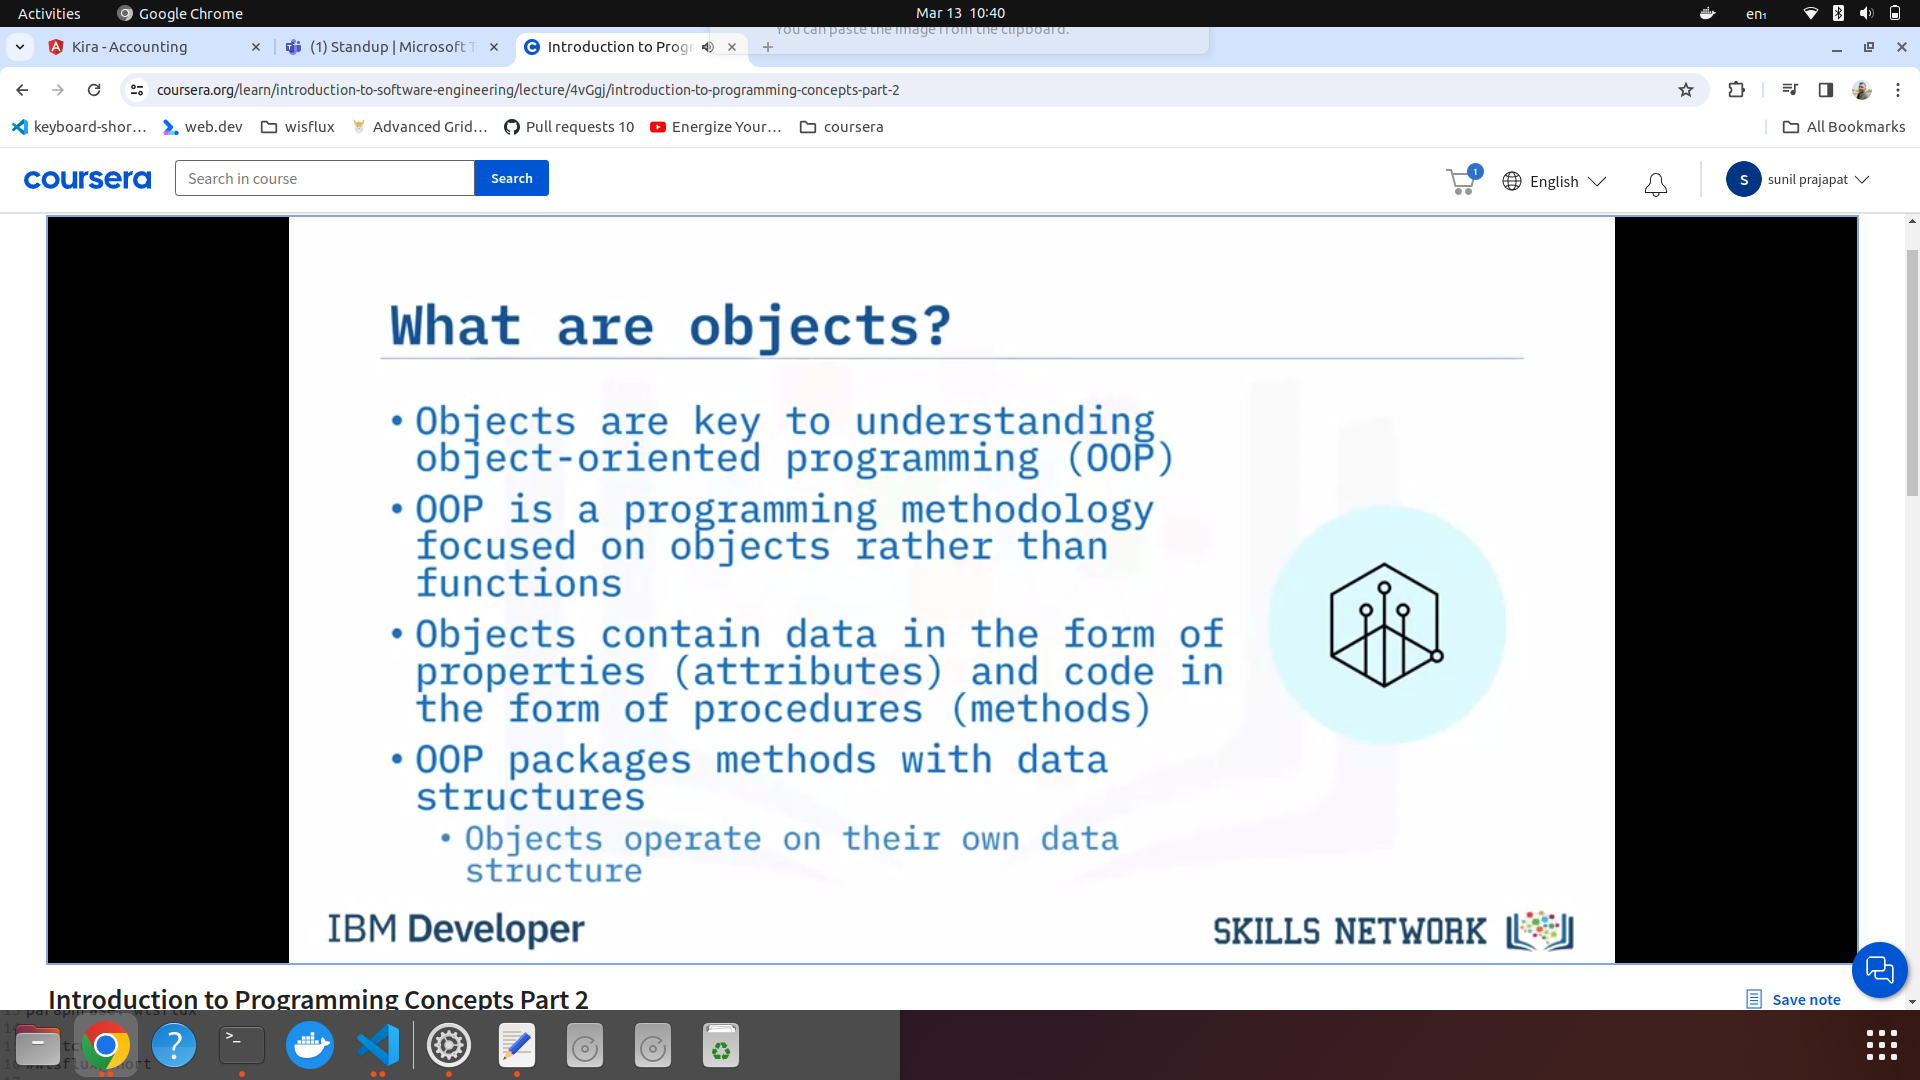 Activities Google Chrome Mar 13 10:40 en₁
You can paste the image from the clipboard.
Kira - Accounting (1) Standup | Microsoft T Introduction to Progr
coursera.org/learn/introduction-to-software-engineering/lecture/4vGgj/introduction-to-programming-concepts-part-2
keyboard-shor… web.dev wisflux Advanced Grid… Pull requests 10 Energize Your… coursera All Bookmarks
coursera Search in course Search 1 English S sunil prajapat
What are objects?
• Objects are key to understanding
object-oriented programming (OOP)
• OOP is a programming methodology
focused on objects rather than
functions
• Objects contain data in the form of
properties (attributes) and code in
the form of procedures (methods)
• OOP packages methods with data
structures
• Objects operate on their own data
structure
IBM Developer SKILLS NETWORK
Introduction to Programming Concepts Part 2 Save note